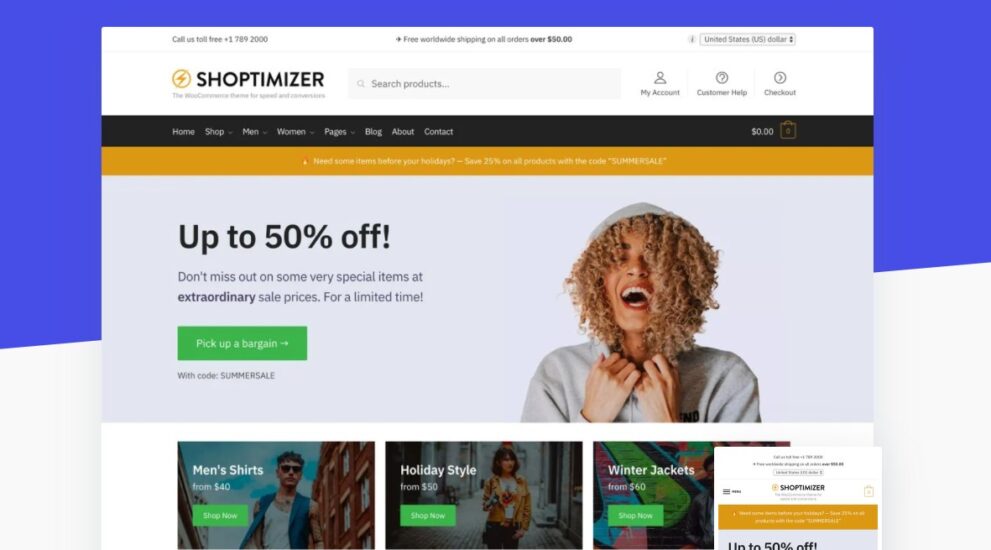 Call us toll free +1 789 2000
✈ Free worldwide shipping on all orders over $50.00
i United States (US) dollar
SHOPTIMIZER
The WooCommerce theme for speed and conversions
Search products...
My Account
Customer Help
Checkout
Home Shop Men Women Pages Blog About Contact
$0.00 0
🔥 Need some items before your holidays? — Save 25% on all products with the code "SUMMERSALE"
Up to 50% off!
Don't miss out on some very special items at
extraordinary sale prices. For a limited time!
Pick up a bargain →
With code: SUMMERSALE
Men's Shirts
from $40
Shop Now
Holiday Style
from $50
Shop Now
Winter Jackets
from $60
Shop Now
Call us toll free +1 789 2000
✈ Free worldwide shipping on all orders over $50.00
United States (US) dollar
MENU
SHOPTIMIZER
The WooCommerce theme for
speed and conversions
0
🔥 Need some items before your holidays? — Save 25% on all
products with the code "SUMMERSALE"
Up to 50% off!